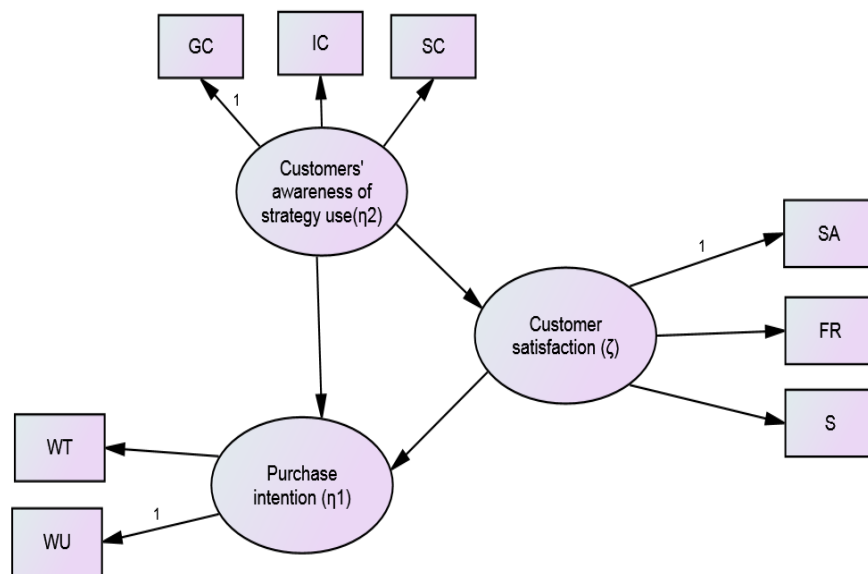 GC
IC
SC
1
Customers'
awareness of
strategy use(η2)
SA
1
Customer
satisfaction (ζ)
FR
S
WT
Purchase
intention (η1)
1
WU